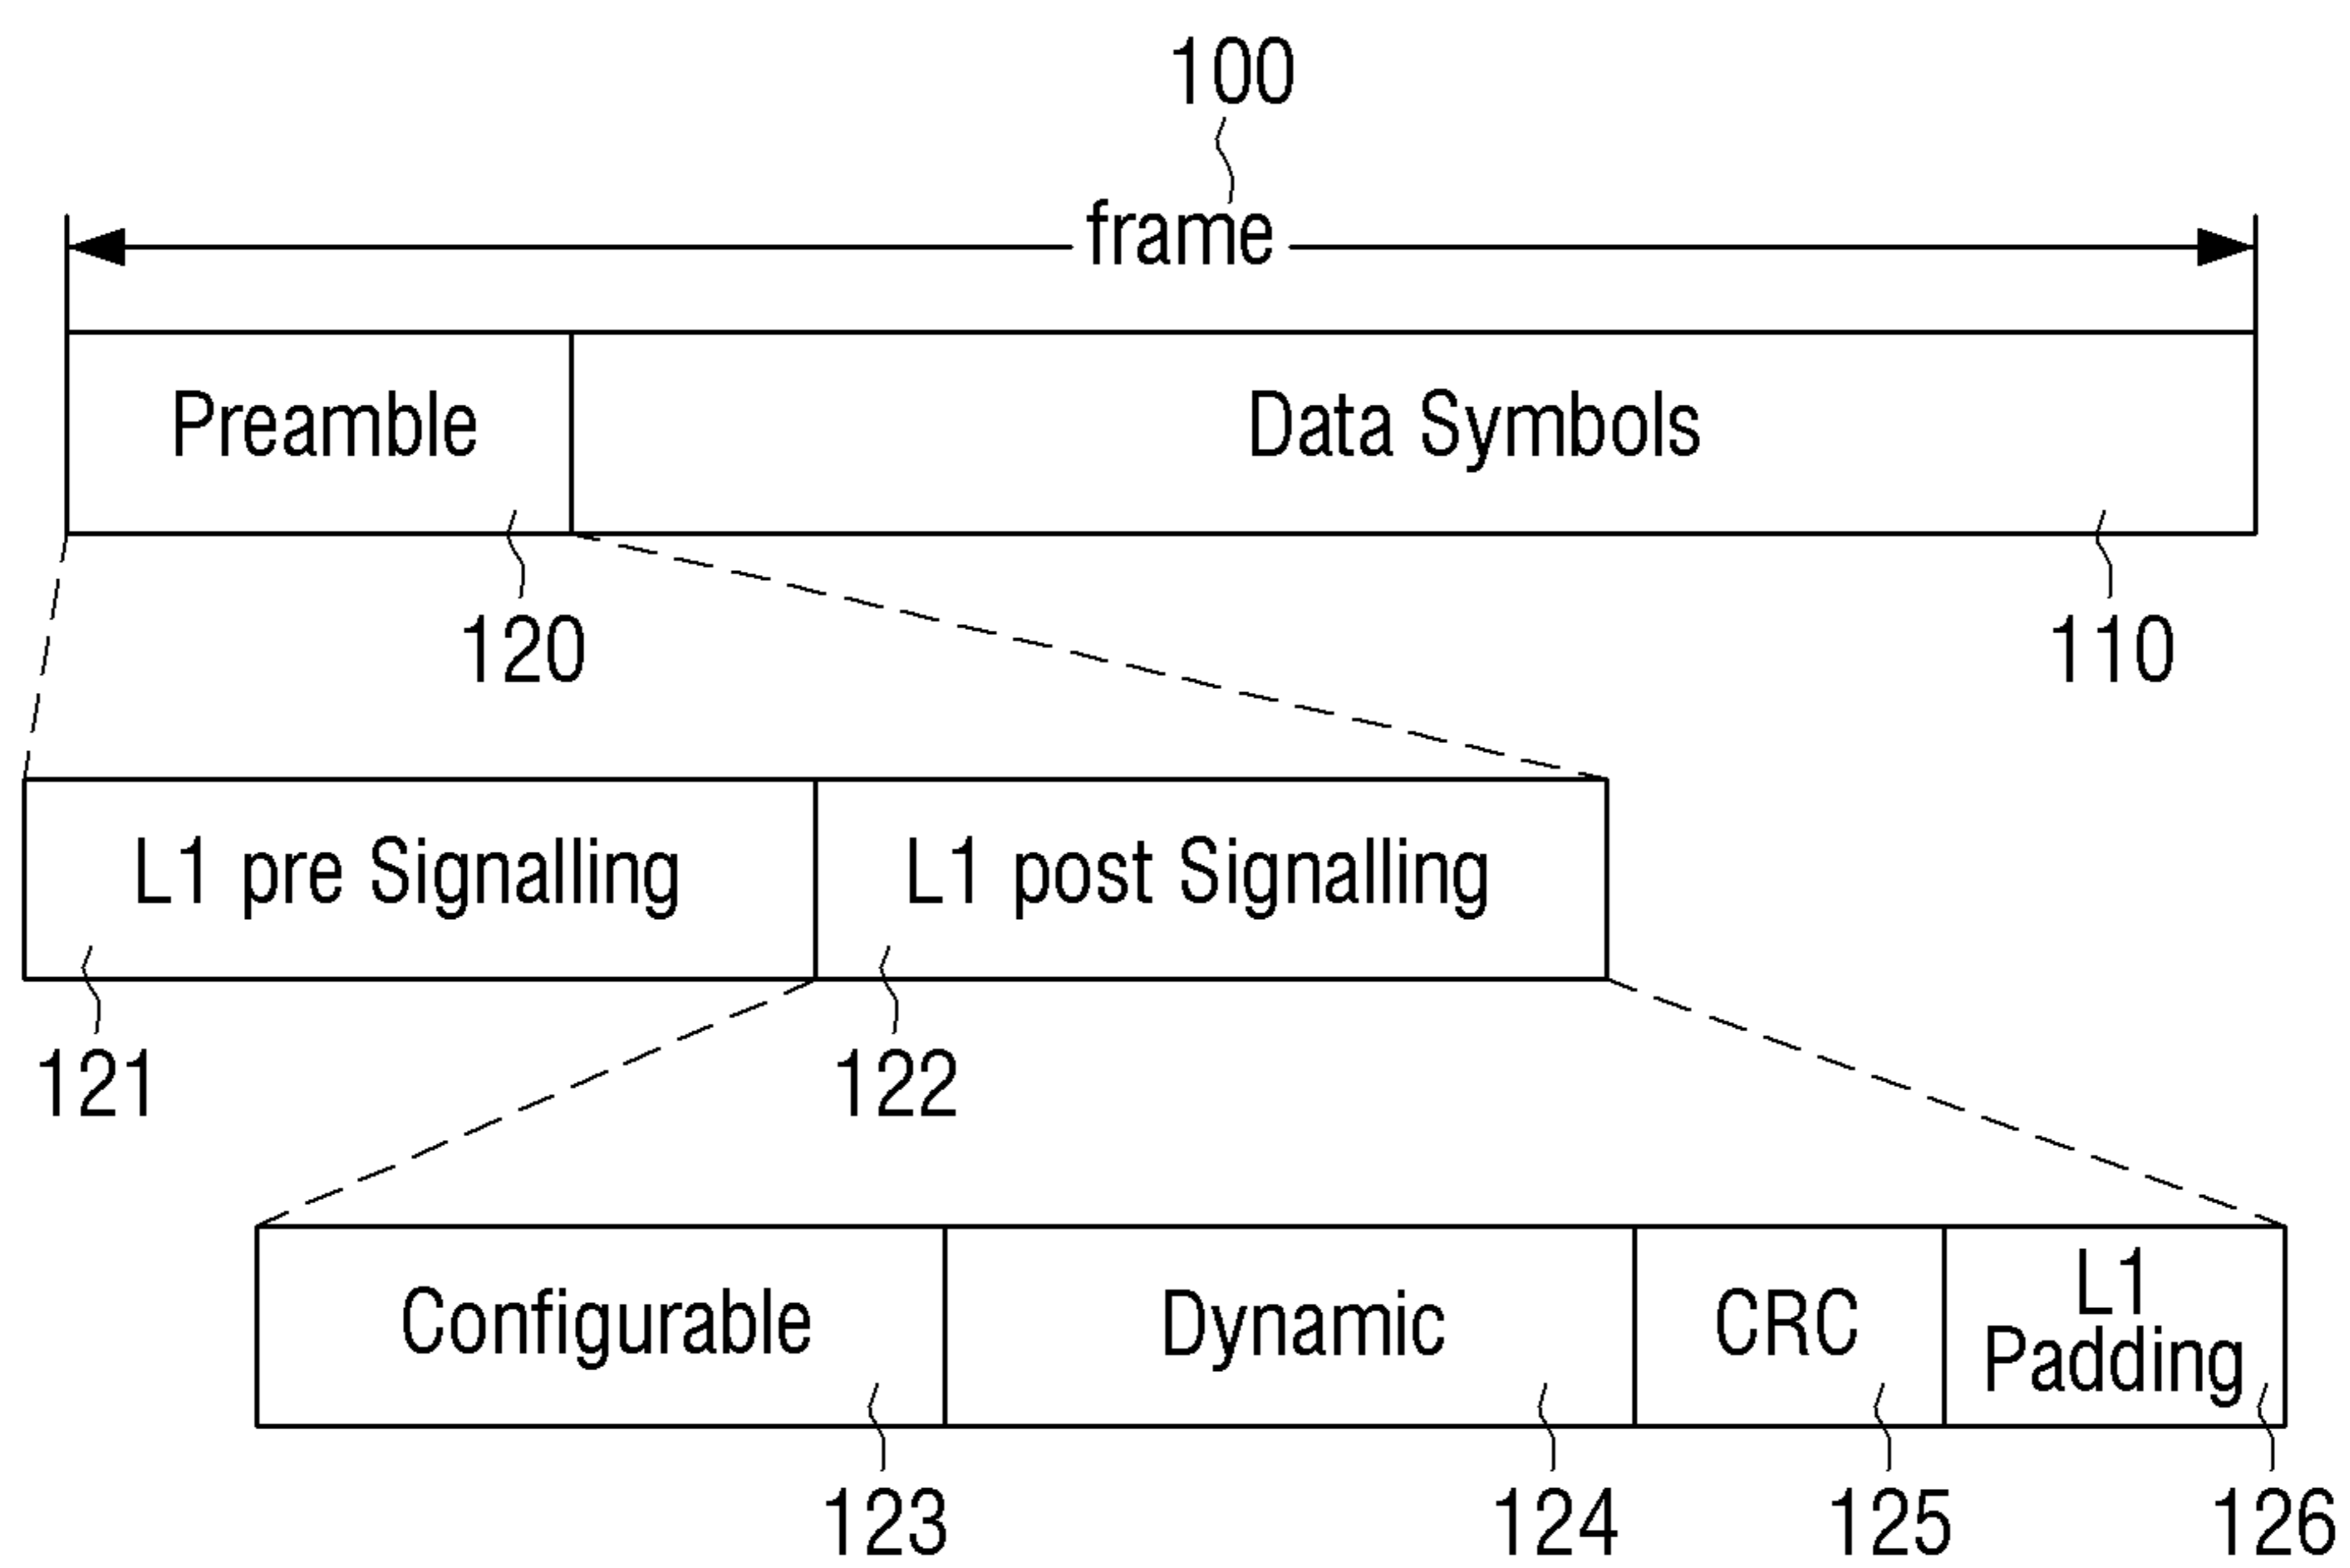 100
frame
Preamble
Data Symbols
120
110
L1 pre Signalling
L1 post Signalling
121
122
Configurable
Dynamic
CRC
L1
Padding
123
124
125
126